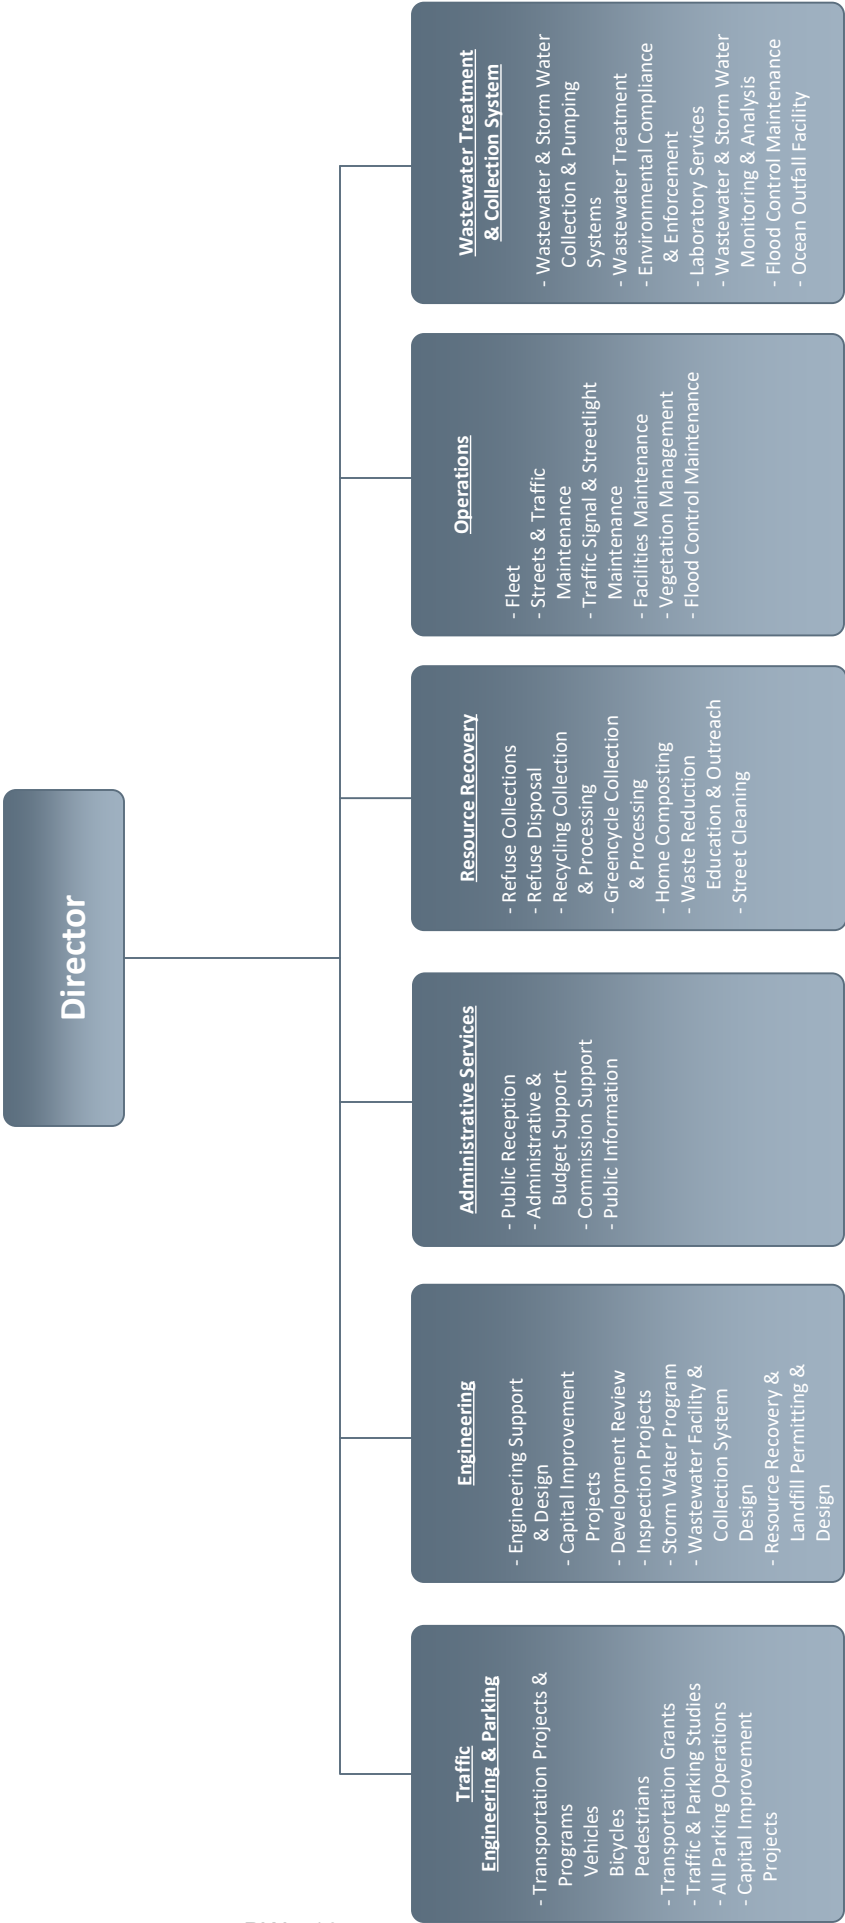 Director
Traffic
Engineering & Parking
- Transportation Projects &
Programs
Vehicles
Bicycles
Pedestrians
- Transportation Grants
- Traffic & Parking Studies
- All Parking Operations
- Capital Improvement
Projects
Engineering
- Engineering Support
& Design
- Capital Improvement
Projects
- Development Review
- Inspection Projects
- Storm Water Program
- Wastewater Facility &
Collection System
Design
- Resource Recovery &
Landfill Permitting &
Design
Administrative Services
- Public Reception
- Administrative &
Budget Support
- Commission Support
- Public Information
Resource Recovery
- Refuse Collections
- Refuse Disposal
- Recycling Collection
& Processing
- Greencycle Collection
& Processing
- Home Composting
- Waste Reduction
Education & Outreach
- Street Cleaning
Operations
- Fleet
- Streets & Traffic
Maintenance
- Traffic Signal & Streetlight
Maintenance
- Facilities Maintenance
- Vegetation Management
- Flood Control Maintenance
Wastewater Treatment
& Collection System
- Wastewater & Storm Water
Collection & Pumping
Systems
- Wastewater Treatment
- Environmental Compliance
& Enforcement
- Laboratory Services
- Wastewater & Storm Water
Monitoring & Analysis
- Flood Control Maintenance
- Ocean Outfall Facility